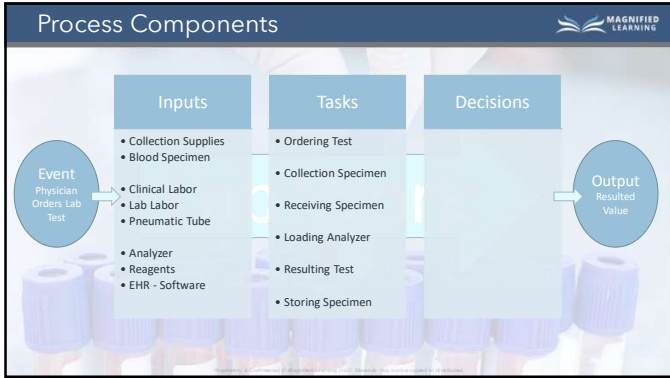 Process Components
MAGNIFIED
LEARNING
Inputs
• Collection Supplies
• Blood Specimen
• Clinical Labor
• Lab Labor
• Pneumatic Tube
• Analyzer
• Reagents
• EHR - Software
Tasks
• Ordering Test
• Collection Specimen
• Receiving Specimen
• Loading Analyzer
• Resulting Test
• Storing Specimen
Decisions
Event
Physician
Orders Lab
Test
Output
Resulted
Value